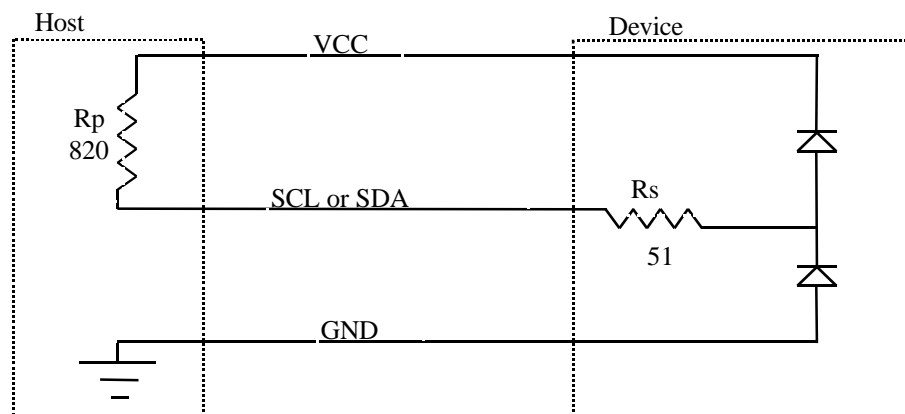 Host
Device
VCC
Rp
820
SCL or SDA
Rs
51
GND